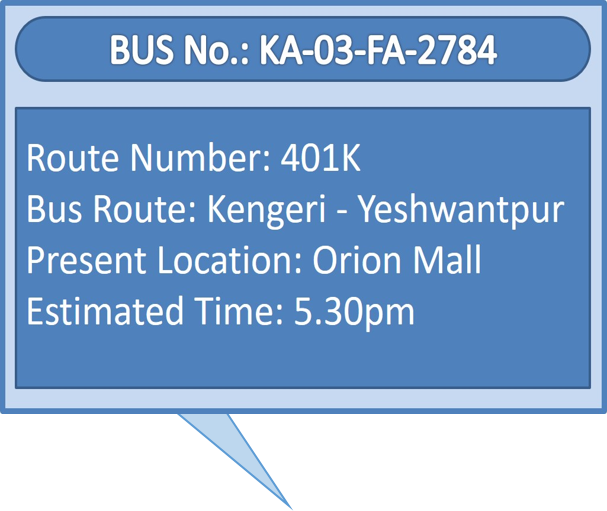 BUS No.: KA-03-FA-2784
Route Number: 401K
Bus Route: Kengeri - Yeshwantpur
Present Location: Orion Mall
Estimated Time: 5.30pm